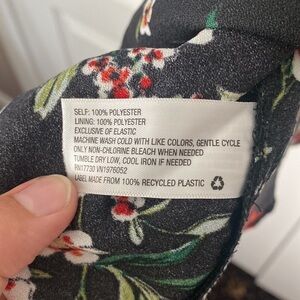 SELF: 100% POLYESTER
LINING: 100% POLYESTER
EXCLUSIVE OF ELASTIC
MACHINE WASH COLD WITH LIKE COLORS, GENTLE CYCLE
ONLY NON-CHLORINE BLEACH WHEN NEEDED
TUMBLE DRY LOW, COOL IRON IF NEEDED
RN17730 VN1976052
LABEL MADE FROM 100% RECYCLED PLASTIC